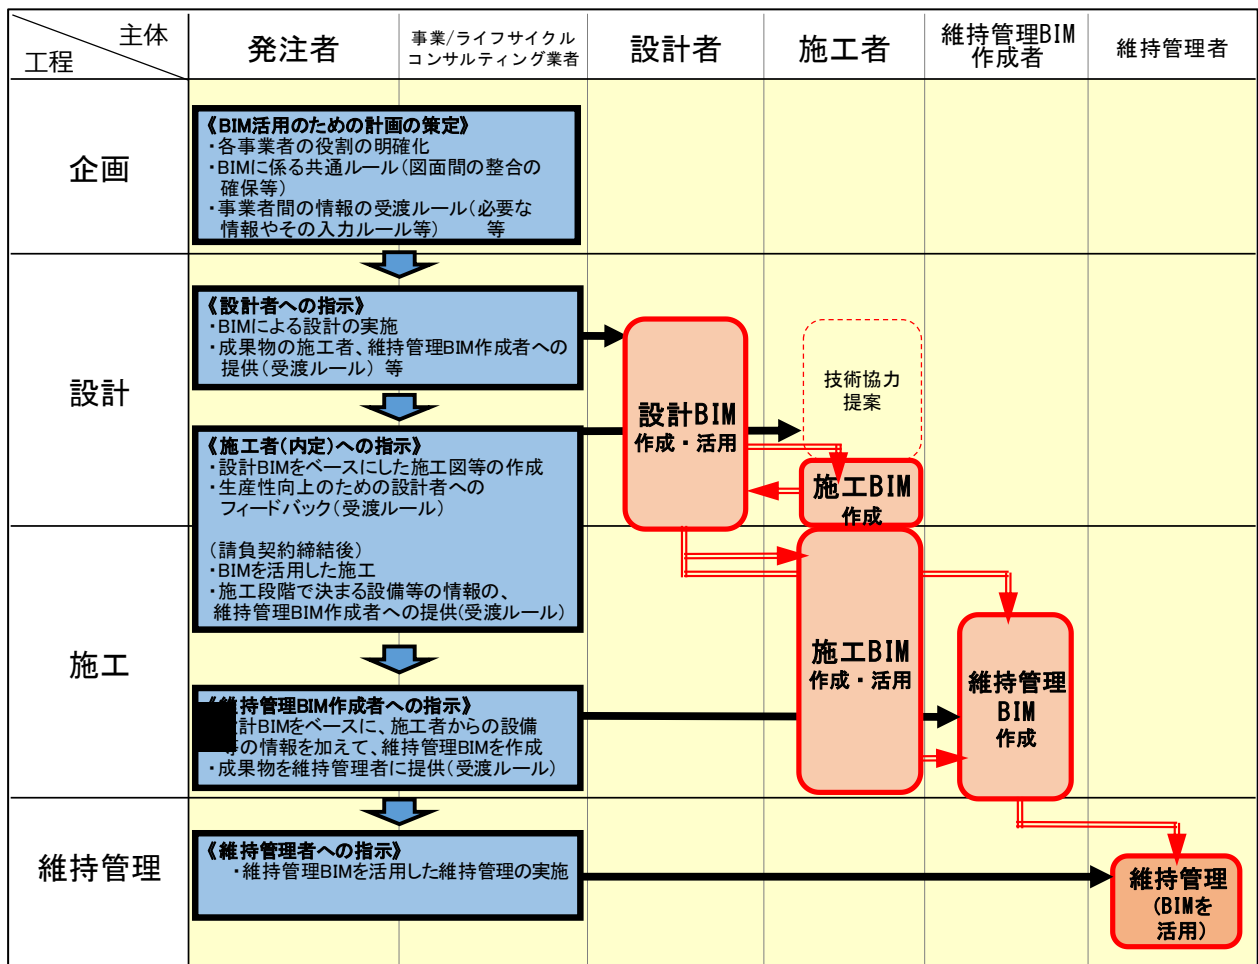 主体
工程
発注者
事業/ライフサイクル
コンサルティング業者
設計者
施工者
維持管理BIM
作成者
維持管理者
企画
《BIM活用のための計画の策定》
・各事業者の役割の明確化
・BIMに係る共通ルール(図面間の整合の
確保等)
・事業者間の情報の受渡ルール(必要な
情報やその入力ルール等) 等
設計
《設計者への指示》
・BIMによる設計の実施
・成果物の施工者、維持管理BIM作成者への
提供(受渡ルール) 等
設計BIM
作成・活用
技術協力
提案
施工BIM
作成
《施工者(内定)への指示》
・設計BIMをベースにした施工図等の作成
・生産性向上のための設計者への
フィードバック(受渡ルール)
(請負契約締結後)
・BIMを活用した施工
・施工段階で決まる設備等の情報の、
維持管理BIM作成者への提供(受渡ルール)
施工
施工BIM
作成・活用
維持管理
BIM
作成
維持管理BIM作成者への指示》
計BIMをベースに、施工者からの設備
の情報を加えて、維持管理BIMを作成
・成果物を維持管理者に提供(受渡ルール)
維持管理
《維持管理者への指示》
・維持管理BIMを活用した維持管理の実施
維持管理
(BIMを
活用)